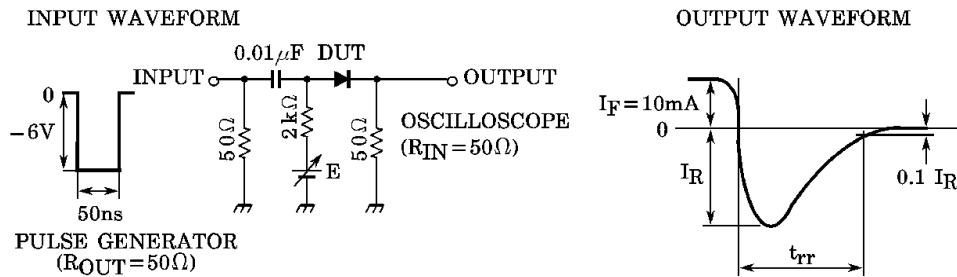 INPUT WAVEFORM
OUTPUT WAVEFORM
0.01μF DUT
INPUT
OUTPUT
0
−6V
50Ω
2kΩ
50Ω
E
OSCILLOSCOPE
(RIN=50Ω)
50ns
PULSE GENERATOR
(ROUT=50Ω)
IF=10mA
0
IR
0.1 IR
trr